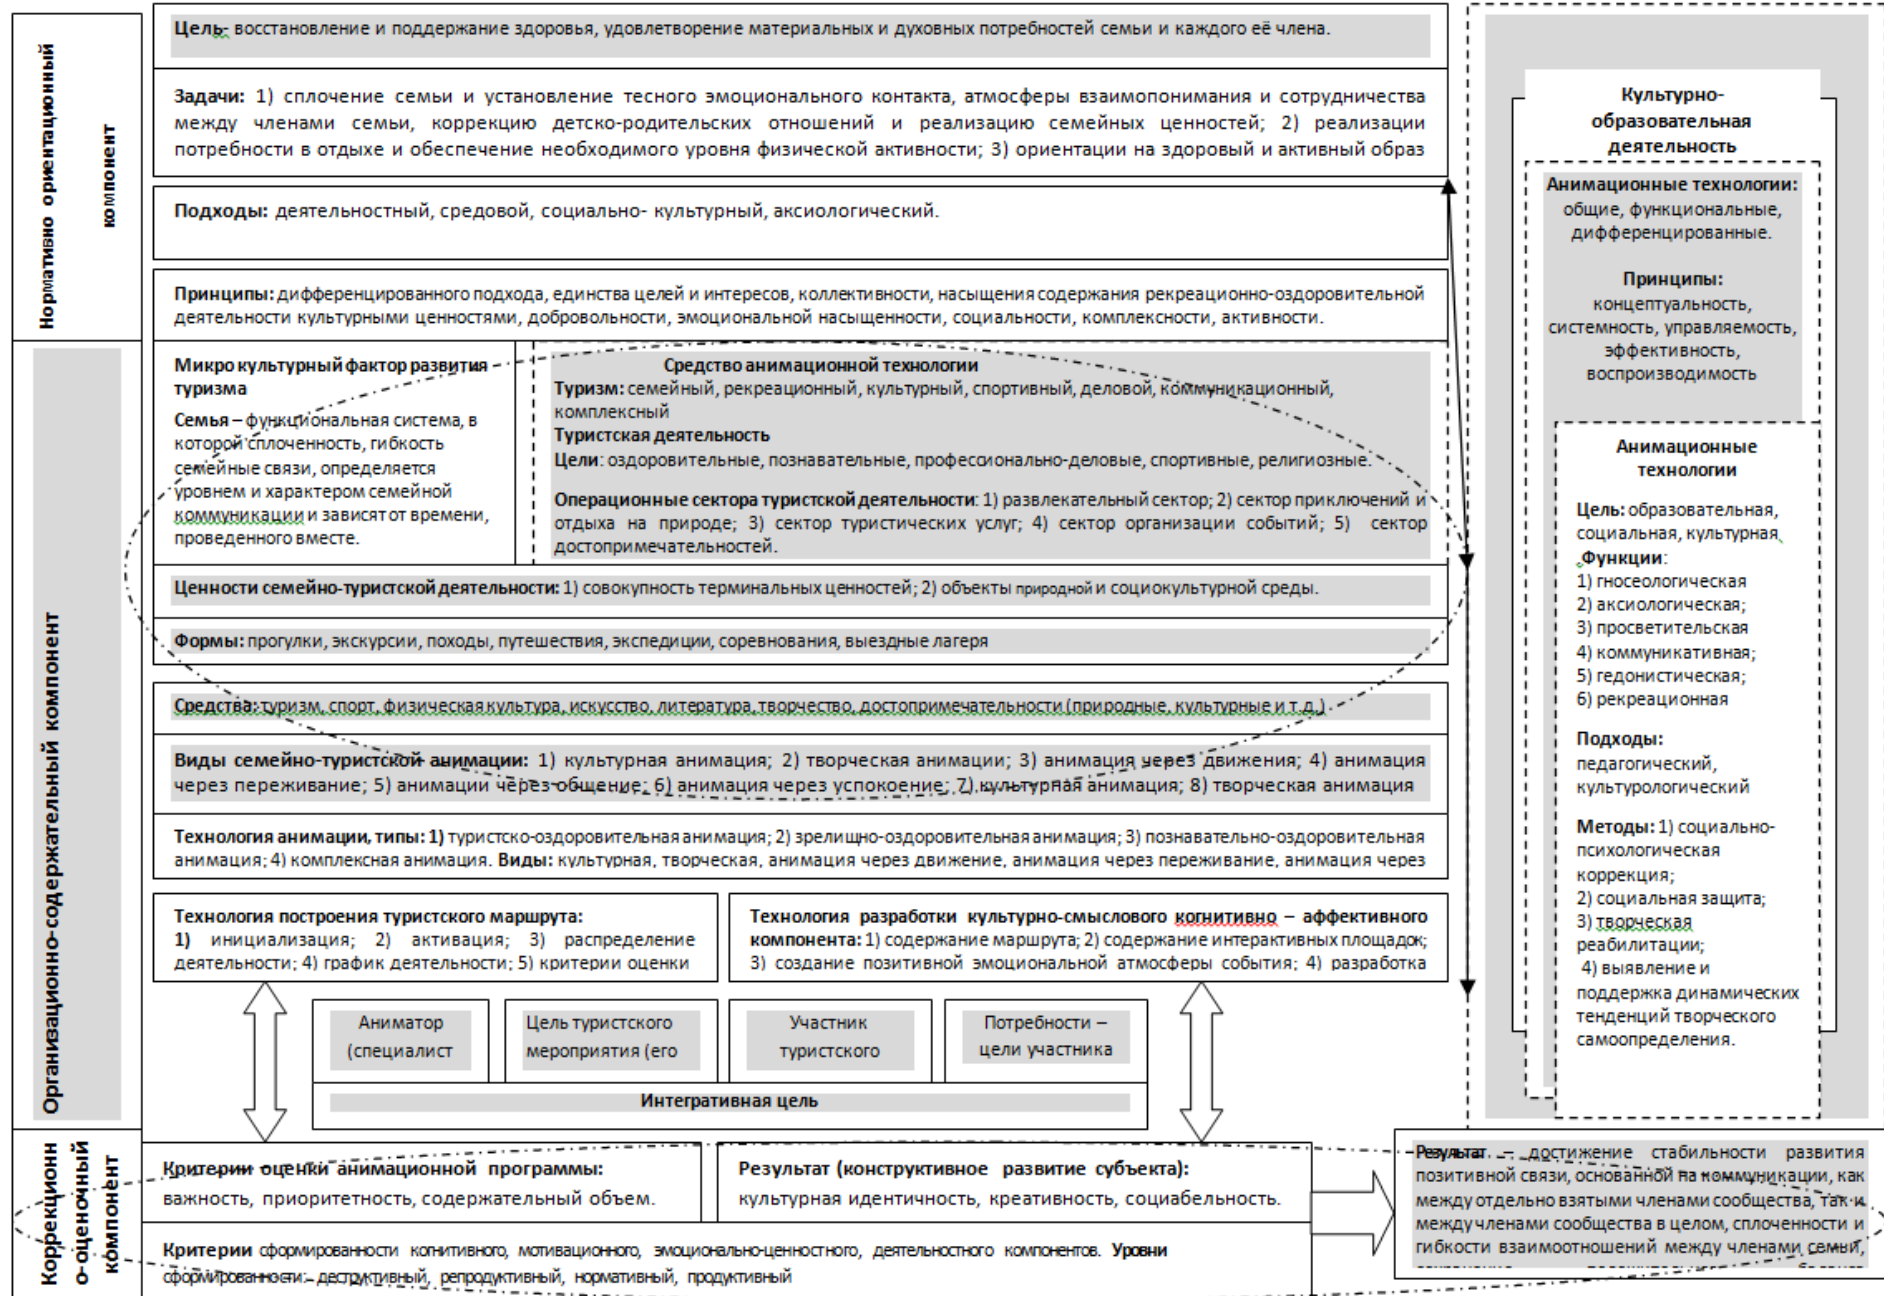 Нормативно ориентационный
компонент
Цель- восстановление и поддержание здоровья, удовлетворение материальных и духовных потребностей семьи и каждого её члена.
Задачи: 1) сплочение семьи и установление тесного эмоционального контакта, атмосферы взаимопонимания и сотрудничества
между членами семьи, коррекцию детско-родительских отношений и реализацию семейных ценностей; 2) реализации
потребности в отдыхе и обеспечение необходимого уровня физической активности; 3) ориентации на здоровый и активный образ
Подходы: деятельностный, средовой, социально- культурный, аксиологический.
Принципы: дифференцированного подхода, единства целей и интересов, коллективности, насыщения содержания рекреационно-оздоровительной
деятельности культурными ценностями, добровольности, эмоциональной насыщенности, социальности, комплексности, активности.
Организационно-содержательный компонент
Микро культурный фактор развития
туризма
Семья – функциональная система, в
которой сплоченность, гибкость
семейные связи, определяется
уровнем и характером семейной
коммуникации и зависят от времени,
проведенного вместе.
Средство анимационной технологии
Туризм: семейный, рекреационный, культурный, спортивный, деловой, коммуникационный,
комплексный
Туристская деятельность
Цели: оздоровительные, познавательные, профессионально-деловые, спортивные, религиозные.
Операционные сектора туристской деятельности: 1) развлекательный сектор; 2) сектор приключений и
отдыха на природе; 3) сектор туристических услуг; 4) сектор организации событий; 5) сектор
достопримечательностей.
Ценности семейно-туристской деятельности: 1) совокупность терминальных ценностей; 2) объекты природной и социокультурной среды.
Формы: прогулки, экскурсии, походы, путешествия, экспедиции, соревнования, выездные лагеря
Средства: туризм, спорт, физическая культура, искусство, литература, творчество, достопримечательности (природные, культурные и т.д.)
Виды семейно-туристской анимации: 1) культурная анимация; 2) творческая анимации; 3) анимация через движения; 4) анимация
через переживание; 5) анимации через общение; 6) анимация через успокоение; 7) культурная анимация; 8) творческая анимация
Технология анимации, типы: 1) туристско-оздоровительная анимация; 2) зрелищно-оздоровительная анимация; 3) познавательно-оздоровительная
анимация; 4) комплексная анимация. Виды: культурная, творческая, анимация через движение, анимация через переживание, анимация через
Технология построения туристского маршрута:
1) инициализация; 2) активация; 3) распределение
деятельности; 4) график деятельности; 5) критерии оценки
Технология разработки культурно-смыслового когнитивно – аффективного
компонента: 1) содержание маршрута; 2) содержание интерактивных площадок;
3) создание позитивной эмоциональной атмосферы события; 4) разработка
Аниматор
(специалист
Цель туристского
мероприятия (его
Участник
туристского
Потребности –
цели участника
Интегративная цель
Коррекционн
о-оценочный
компонент
Критерии оценки анимационной программы:
важность, приоритетность, содержательный объем.
Результат (конструктивное развитие субъекта):
культурная идентичность, креативность, социабельность.
Критерии сформированности когнитивного, мотивационного, эмоционально-ценностного, деятельностного компонентов. Уровни
сформированности: деструктивный, репродуктивный, нормативный, продуктивный
Культурно-
образовательная
деятельность
Анимационные технологии:
общие, функциональные,
дифференцированные.
Принципы:
концептуальность,
системность, управляемость,
эффективность,
воспроизводимость
Анимационные
технологии
Цель: образовательная,
социальная, культурная
.Функции:
1) гносеологическая
2) аксиологическая;
3) просветительская
4) коммуникативная;
5) гедонистическая;
6) рекреационная
Подходы:
педагогический,
культурологический
Методы: 1) социально-
психологическая
коррекция;
2) социальная защита;
3) творческая
реабилитации;
4) выявление и
поддержка динамических
тенденций творческого
самоопределения.
Результат – достижение стабильности развития
позитивной связи, основанной на коммуникации, как
между отдельно взятыми членами сообщества, так и
между членами сообщества в целом, сплоченности и
гибкости взаимоотношений между членами семьи,